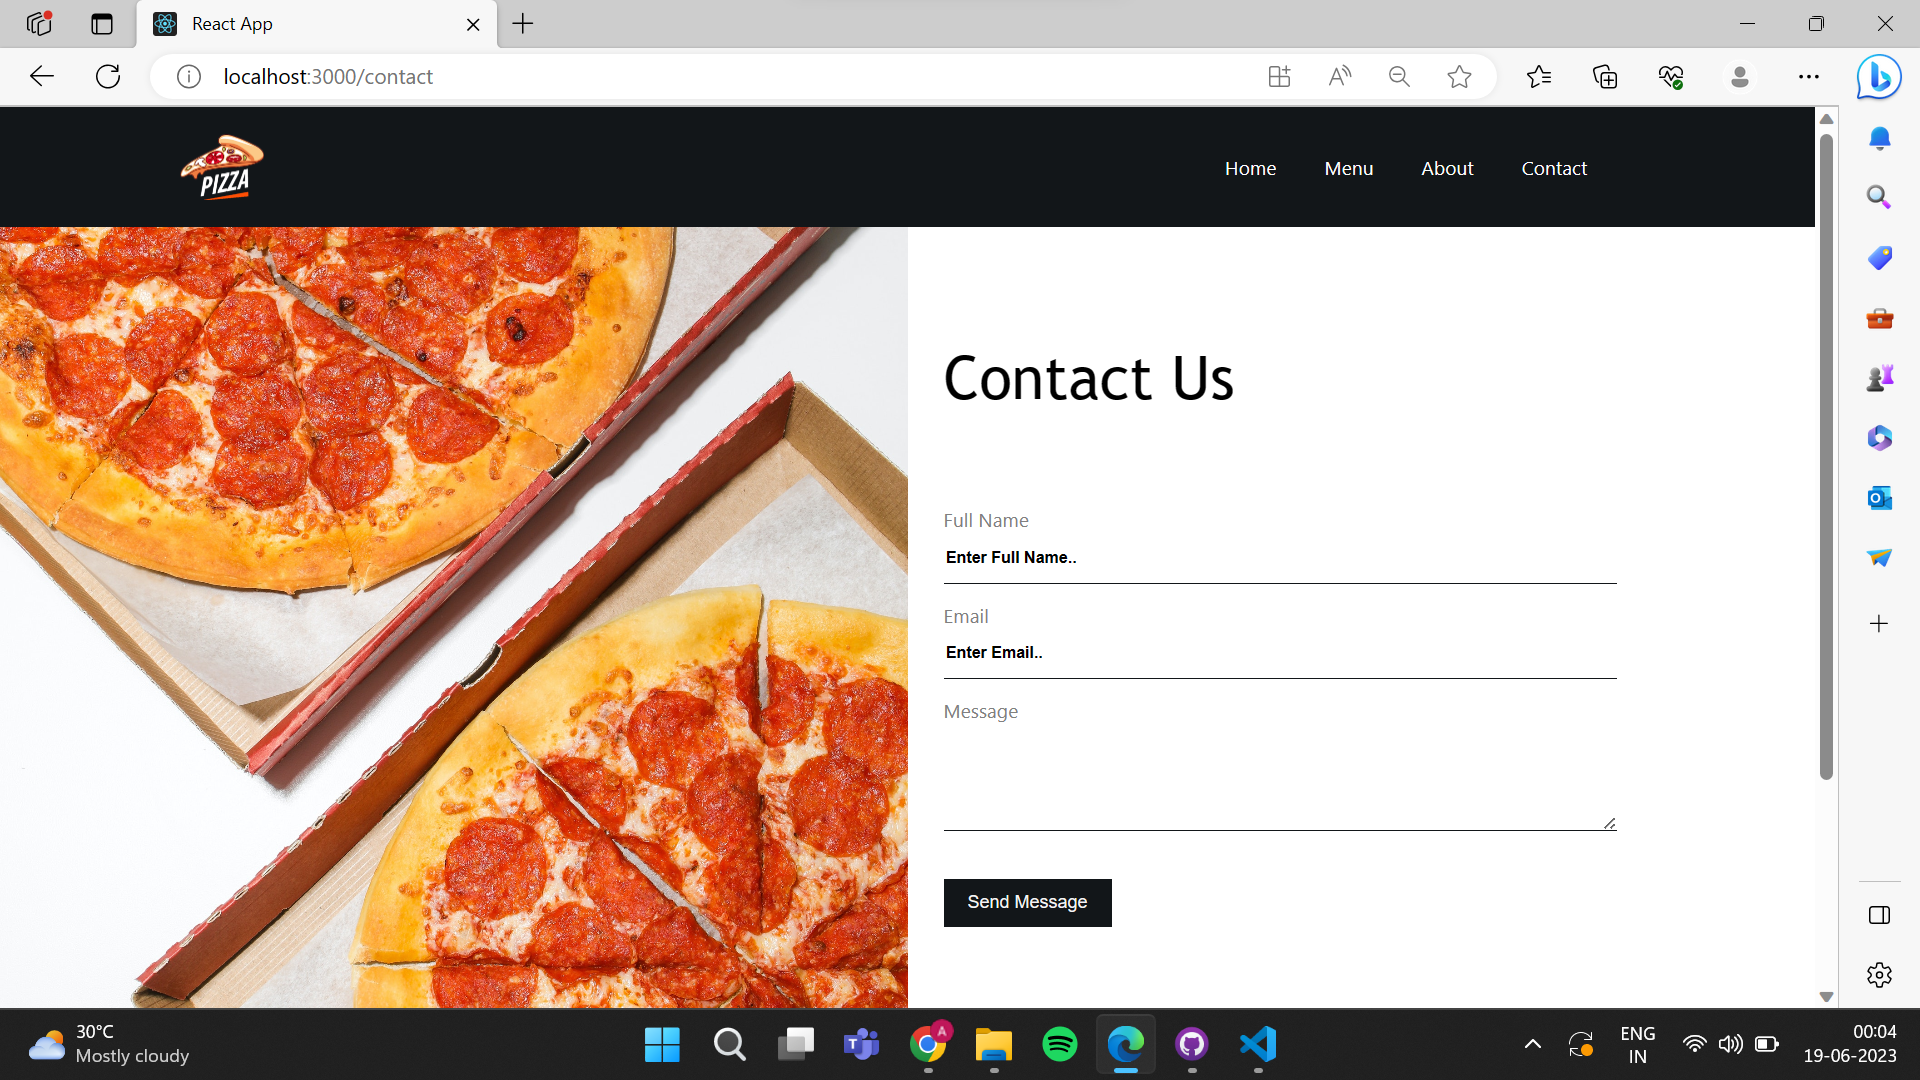 React App
localhost:3000/contact
PIZZA
Home
Menu
About
Contact
Contact Us
Full Name
Enter Full Name..
Email
Enter Email..
Message
Send Message
30°C
Mostly cloudy
A
ENG
IN
00:04
19-06-2023